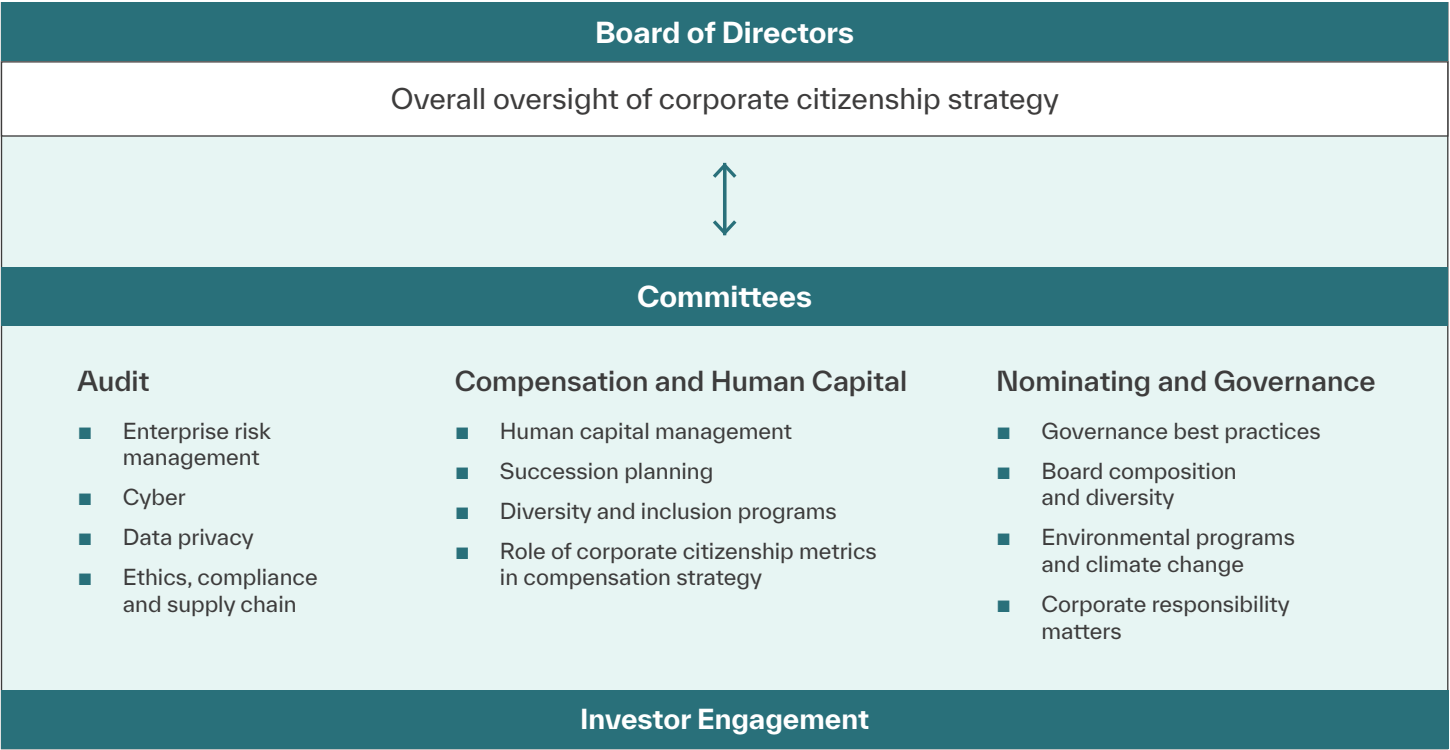 Board of Directors
Overall oversight of corporate citizenship strategy
Committees
Audit
Enterprise risk
management
Cyber
Data privacy
Ethics, compliance
and supply chain
Compensation and Human Capital
Human capital management
Succession planning
Diversity and inclusion programs
Role of corporate citizenship metrics
in compensation strategy
Nominating and Governance
Governance best practices
Board composition
and diversity
Environmental programs
and climate change
Corporate responsibility
matters
Investor Engagement